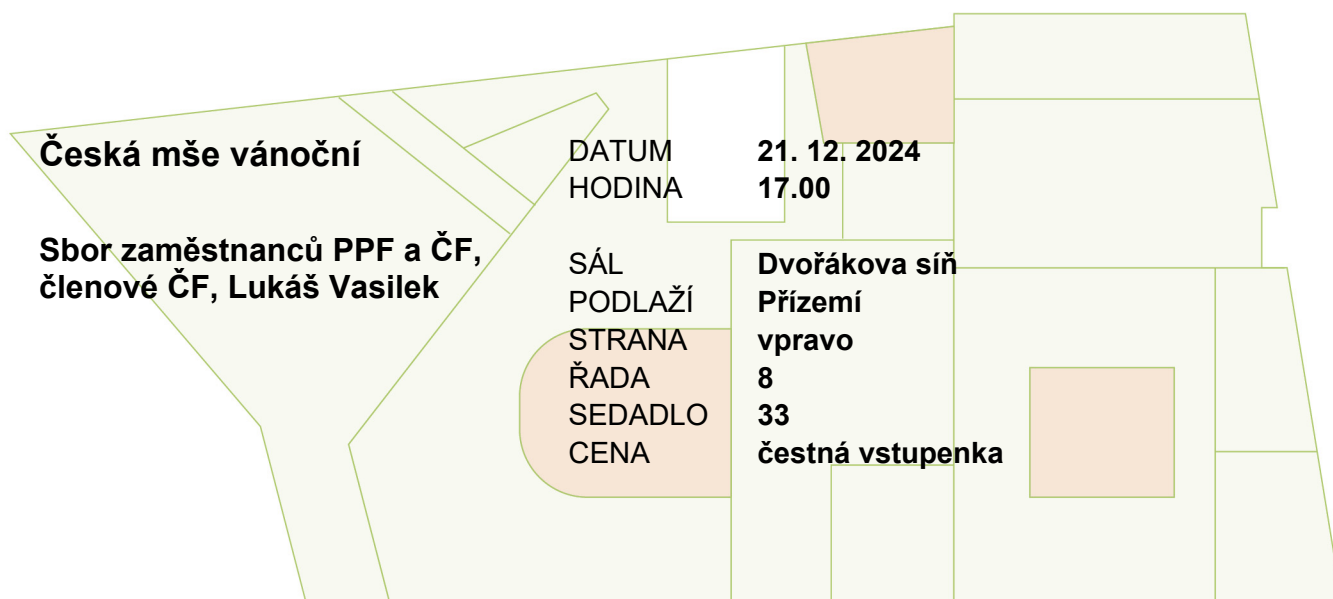 Česká mše vánoční
Sbor zaměstnanců PPF a ČF,
členové ČF, Lukáš Vasilek
DATUM 21. 12. 2024
HODINA 17.00
SÁL Dvořákova síň
PODLAŽÍ Přízemí
STRANA vpravo
ŘADA 8
SEDADLO 33
CENA čestná vstupenka